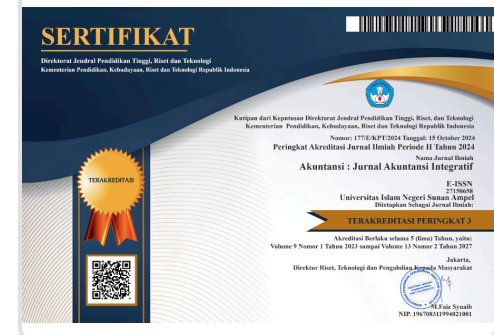 SERTIFIKAT
Direktorat Jendral Pendidikan Tinggi, Riset dan Teknologi
Kementerian Pendidikan, Kebudayaan, Riset dan Teknologi Republik Indonesia
Kutipan dari Keputusan Direktorat Jendral Pendidikan Tinggi, Riset, dan Teknologi
Kementerian Pendidikan, Kebudayaan, Riset dan Teknologi Republik Indonesia
Nomor: 177/E/KPT/2024 Tanggal: 15 October 2024
Peringkat Akreditasi Jurnal Ilmiah Periode II Tahun 2024
Nama Jurnal Ilmiah
Akuntansi : Jurnal Akuntansi Integratif
E-ISSN
27150658
Universitas Islam Negeri Sunan Ampel
Ditetapkan Sebagai Jurnal Ilmiah:
TERAKREDITASI
TERAKREDITASI PERINGKAT 3
Akreditasi Berlaku selama 5 (lima) Tahun, yaitu:
Volume 9 Nomor 1 Tahun 2023 sampai Volume 13 Nomor 2 Tahun 2027
Jakarta,
Direktur Riset, Teknologi dan Pengabdian Kepada Masyarakat
M.Faiz Syuaib
NIP. 196708311994021001